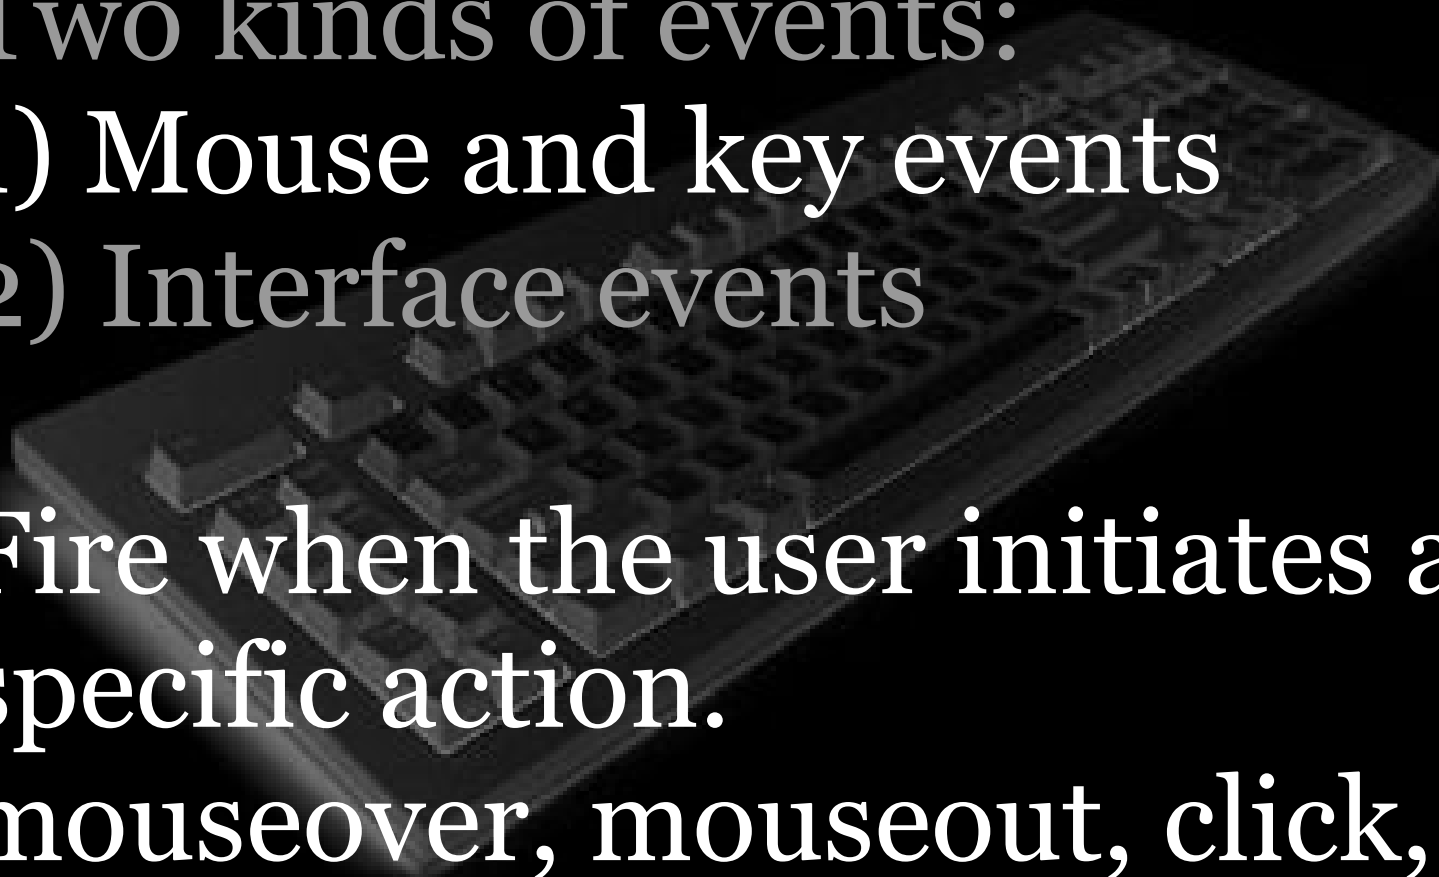 Two kinds of events:
1) Mouse and key events
2) Interface events
Fire when the user initiates a
specific action.
mouseover, mouseout, click,